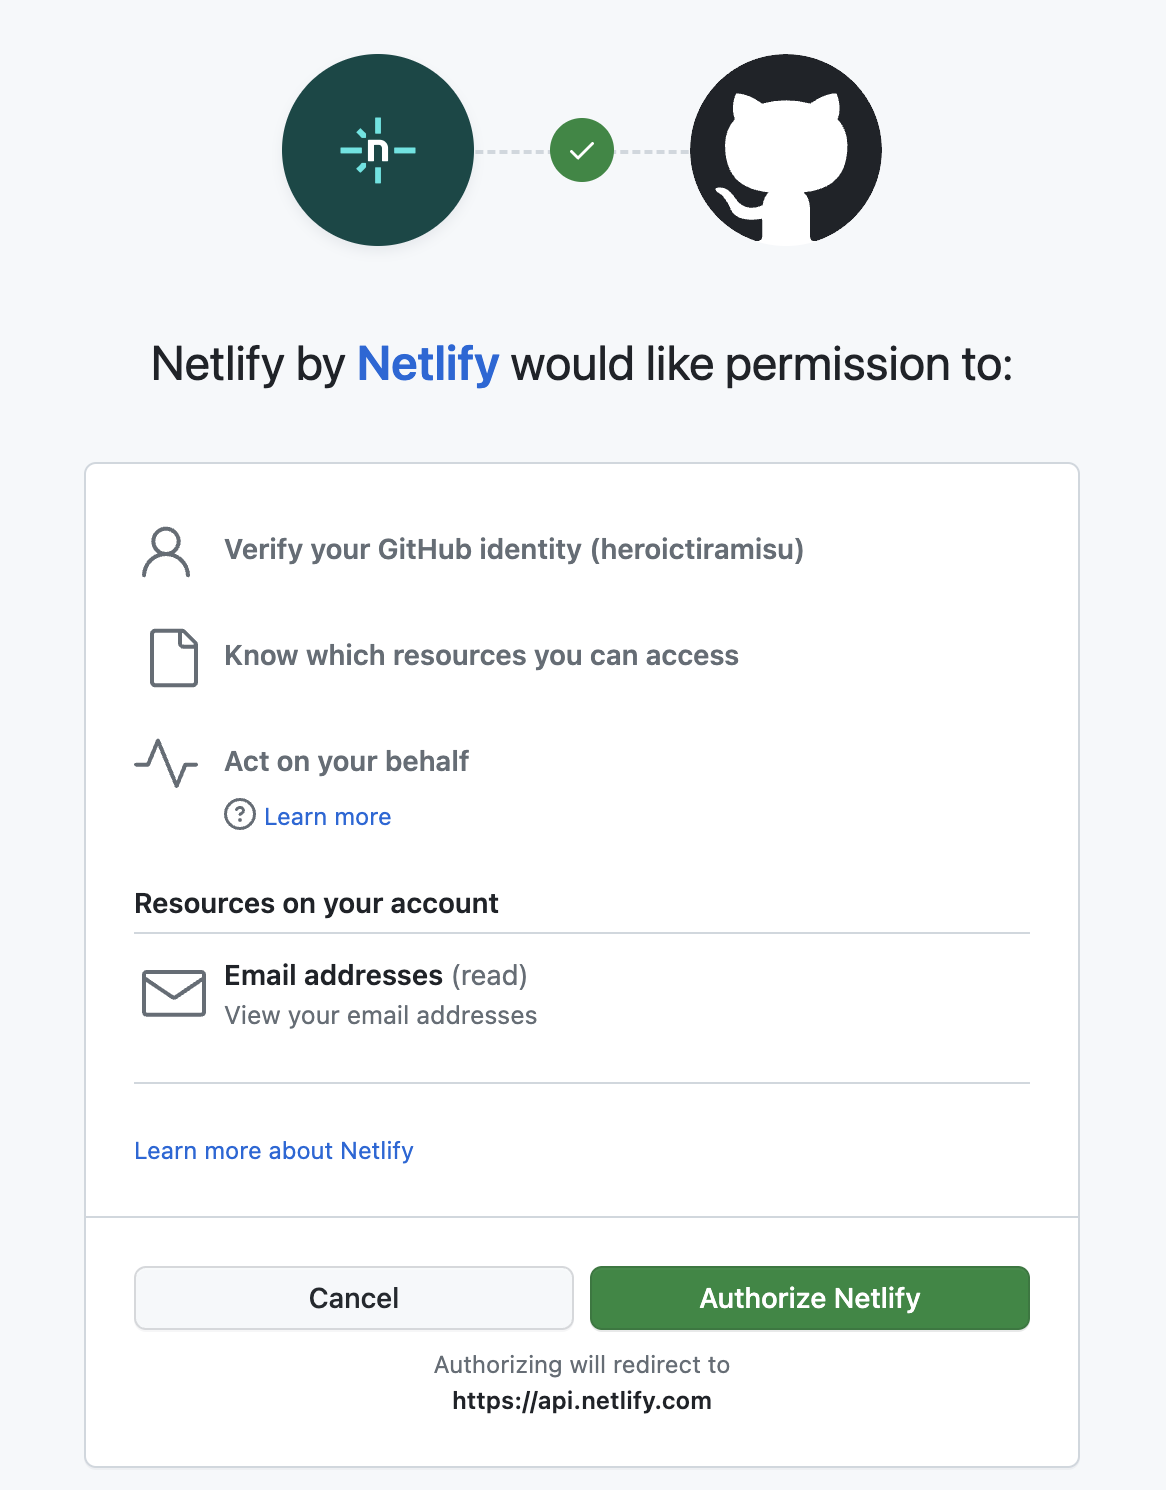 n
Netlify by Netlify would like permission to:
Verify your GitHub identity (heroictiramisu)
Know which resources you can access
Act on your behalf
? Learn more
Resources on your account
Email addresses (read)
View your email addresses
Learn more about Netlify
Cancel
Authorize Netlify
Authorizing will redirect to
https://api.netlify.com